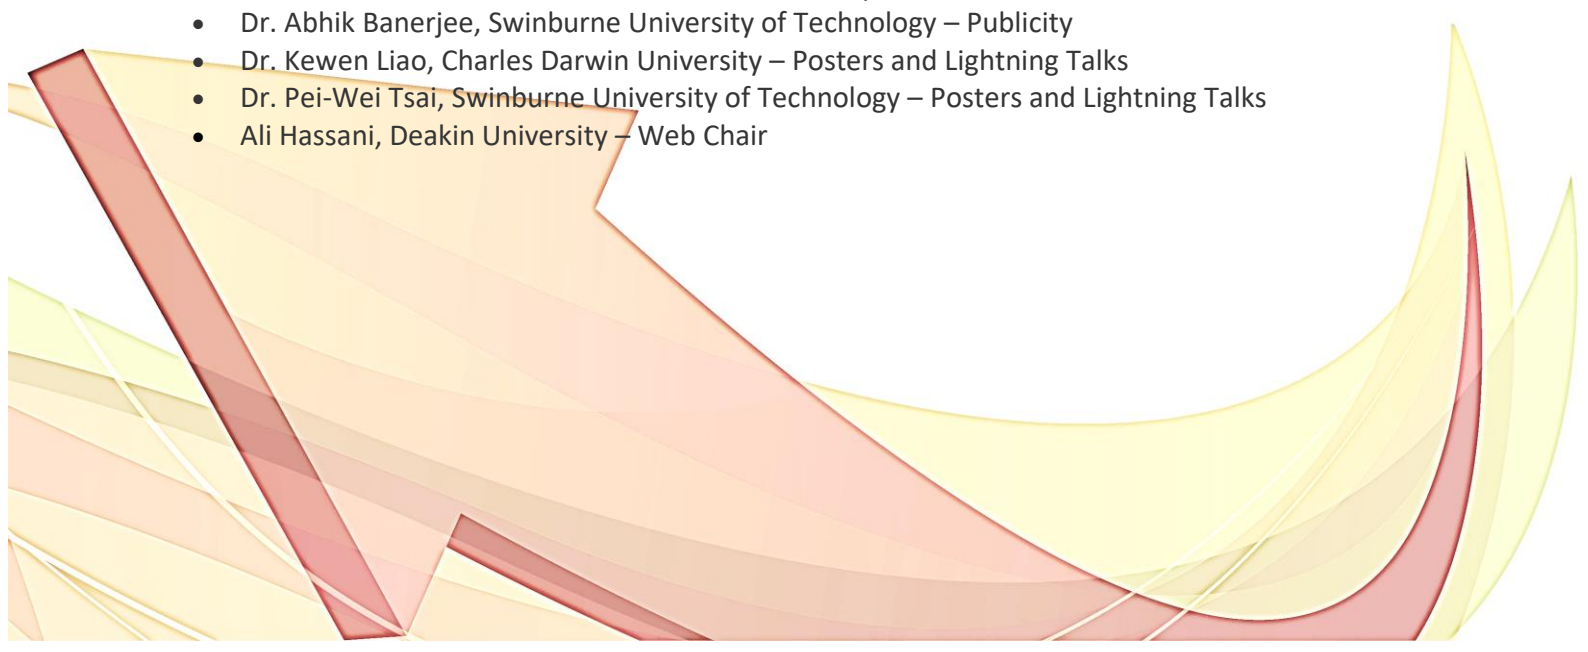 • Dr. Abhik Banerjee, Swinburne University of Technology – Publicity
• Dr. Kewen Liao, Charles Darwin University – Posters and Lightning Talks
• Dr. Pei-Wei Tsai, Swinburne University of Technology – Posters and Lightning Talks
• Ali Hassani, Deakin University – Web Chair